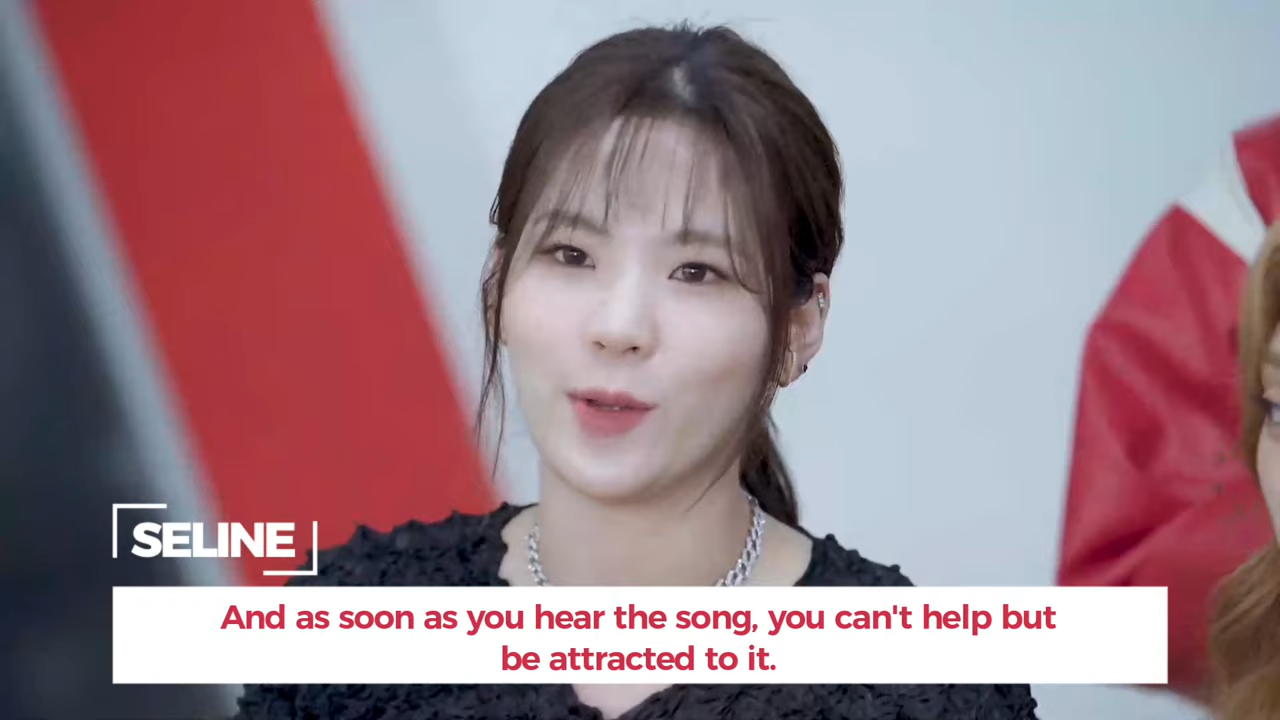 SELINE
And as soon as you hear the song, you can't help but
be attracted to it.